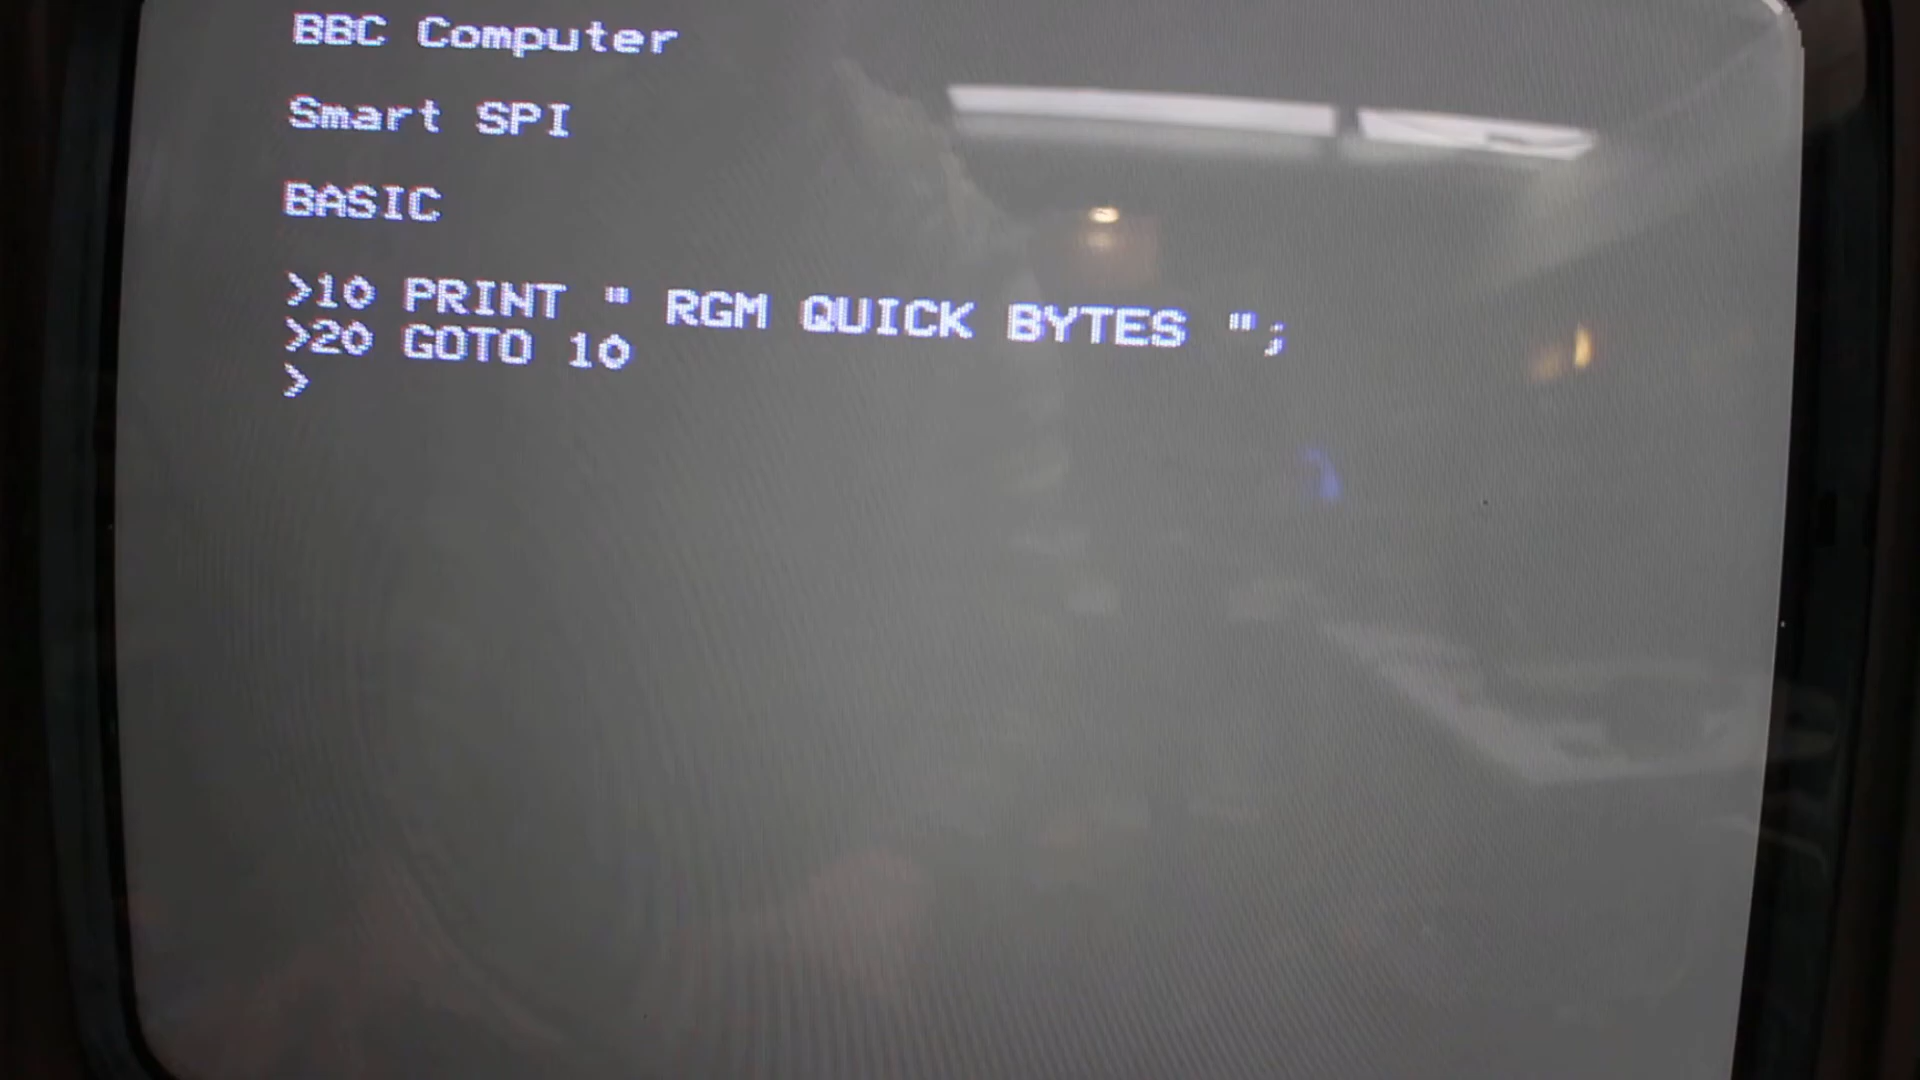 BBC Computer
Smart SPI
BASIC
>10 PRINT " RGM QUICK BYTES ";
>20 GOTO 10
>